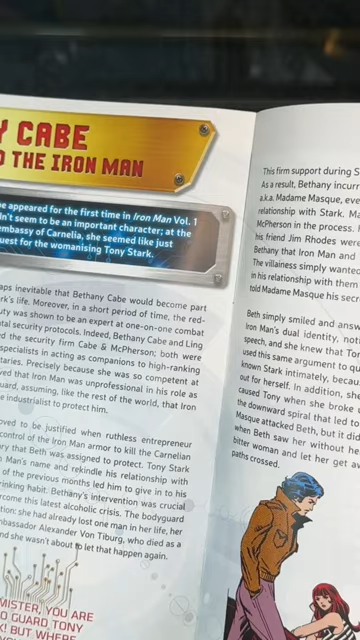 Y CABE
D THE IRON MAN
be appeared for the first time in Iron Man Vol. 1
dn't seem to be an important character; at the
embassy of Carnelia, she seemed like just
uest for the womanising Tony Stark.
aps inevitable that Bethany Cabe would become part
rk's life. Moreover, in a short period of time, the red-
uty was shown to be an expert at one-on-one combat
tal security protocols. Indeed, Bethany Cabe and Ling
d the security firm Cabe & McPherson; both were
specialists in acting as companions to high-ranking
taries. Precisely because she was so competent at
ved that Iron Man was unprofessional in his role as
uard, assuming, like the rest of the world, that Iron
e industrialist to protect him.
oved to be justified when ruthless entrepreneur
control of the Iron Man armor to kill the Carnelian
ry that Beth was assigned to protect. Tony Stark
n Man's name and rekindle his relationship with
of the previous months led him to give in to his
rinking habit. Bethany's intervention was crucial
rcome this latest alcoholic crisis. The bodyguard
tion: she had already lost one man in her life, her
mbassador Alexander Von Tilburg, who died as a
nd she wasn't about to let that happen again.
MISTER, YOU ARE
O GUARD TONY
K! BUT WHERE
This firm support during S
As a result, Bethany incurr
a.k.a. Madame Masque, eve
relationship with Stark. Ma
McPherson in the process. 
his friend Jim Rhodes were
Bethany that Iron Man and
The villainess simply wanted
in his relationship with them
told Madame Masque his sec
Beth simply smiled and answ
Iron Man's dual identity, noti
speech, and she knew that Tor
used this same argument to qu
known Stark intimately, becau
out for herself. In addition, she
caused Tony when she broke u
the downward spiral that led to
Masque attacked Beth, but it did
when Beth saw her without he
bitter woman and let her get av
paths crossed.